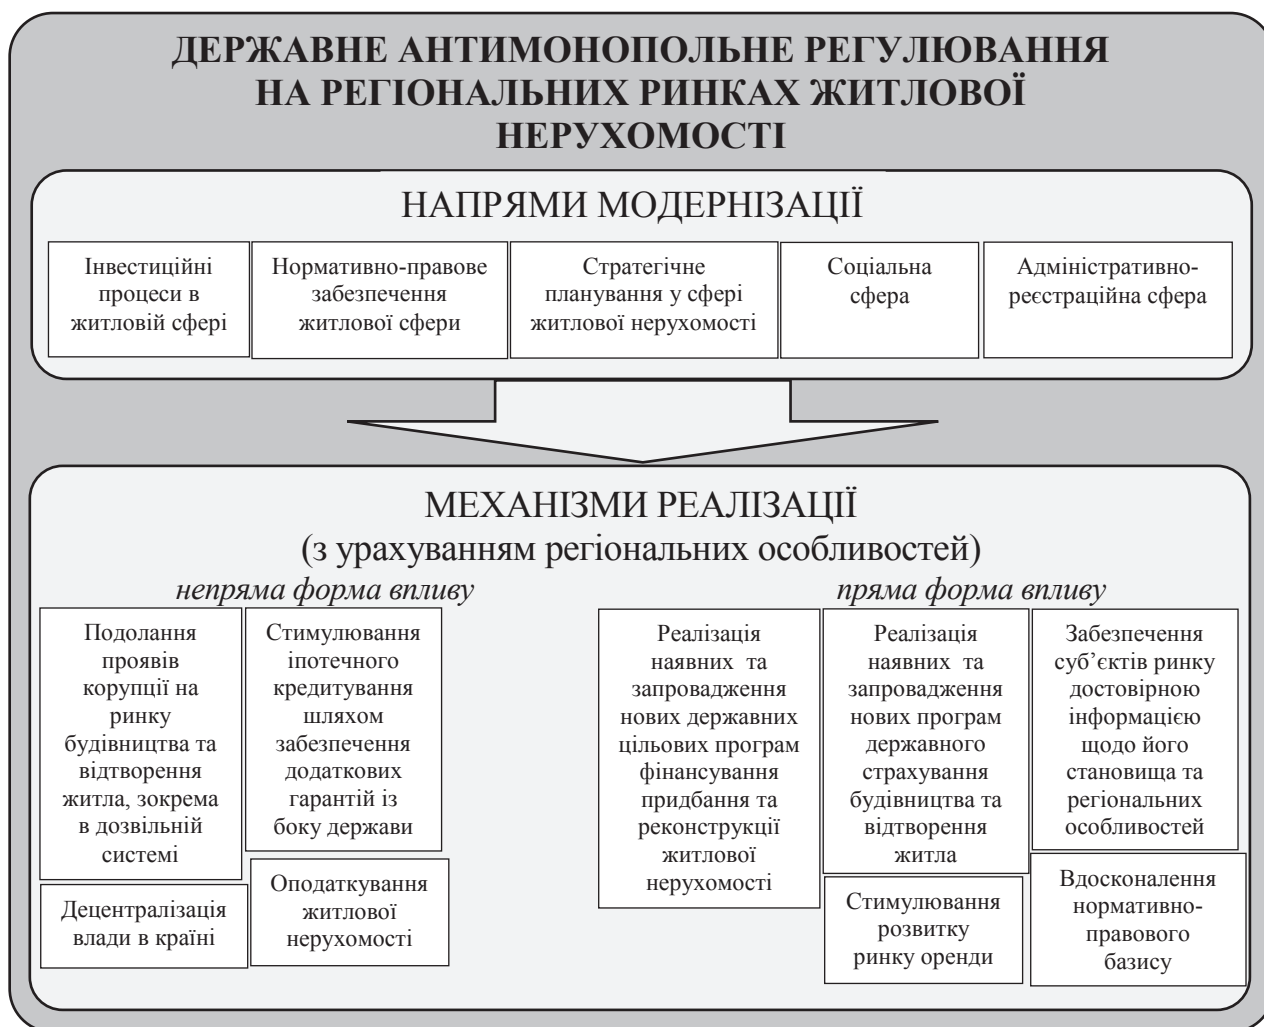 ДЕРЖАВНЕ АНТИМОНОПОЛЬНЕ РЕГУЛЮВАННЯ
НА РЕГІОНАЛЬНИХ РИНКАХ ЖИТЛОВОЇ
НЕРУХОМОСТІ
НАПРЯМИ МОДЕРНІЗАЦІЇ
Інвестиційні
процеси в
житловій сфері
Нормативно-правове
забезпечення
житлової сфери
Стратегічне
планування у сфері
житлової нерухомості
Соціальна
сфера
Адміністративно-
реєстраційна сфера
МЕХАНІЗМИ РЕАЛІЗАЦІЇ
(з урахуванням регіональних особливостей)
непряма форма впливу
Подолання
проявів
корупції на
ринку
будівництва та
відтворення
житла, зокрема
в дозвільній
системі
Стимулювання
іпотечного
кредитування
шляхом
забезпечення
додаткових
гарантій із
боку держави
Децентралізація
влади в країні
Оподаткування
житлової
нерухомості
пряма форма впливу
Реалізація
наявних та
запровадження
нових державних
цільових програм
фінансування
придбання та
реконструкції
житлової
нерухомості
Реалізація
наявних та
запровадження
нових програм
державного
страхування
будівництва та
відтворення
житла
Забезпечення
суб’єктів ринку
достовірною
інформацією
щодо його
становища та
регіональних
особливостей
Стимулювання
розвитку
ринку оренди
Вдосконалення
нормативно-
правового
базису